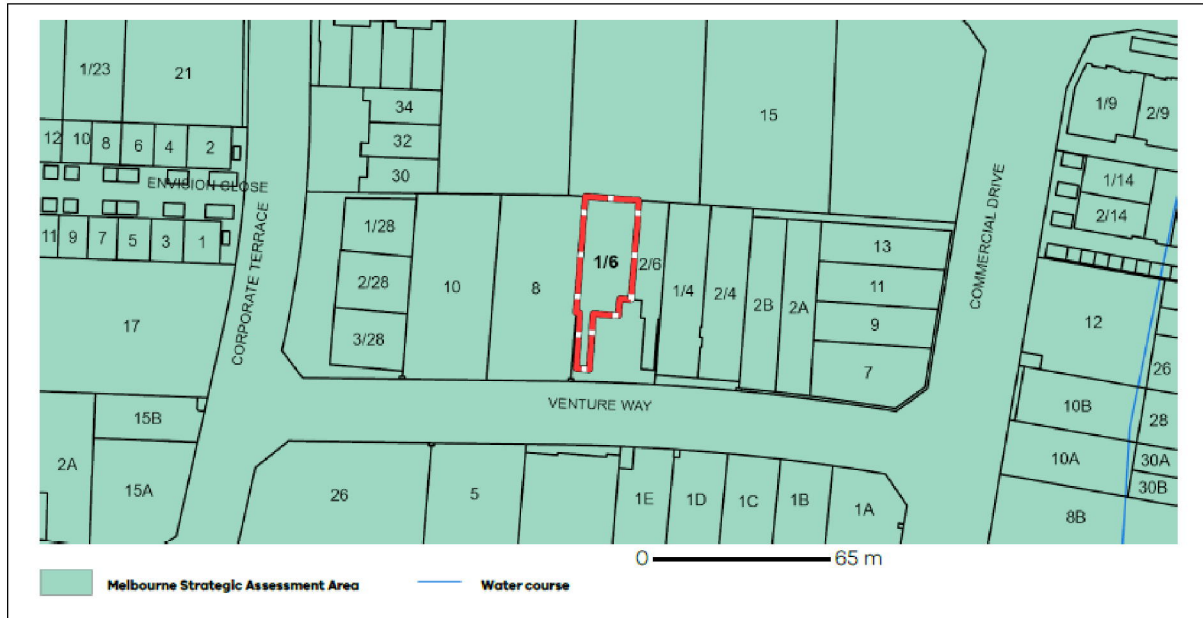 1/23
21
34
32
30
15
1/9
2/9
12
10
8
6
4
2
ENVISION CLOSE
1/14
2/14
11
9
7
5
3
1
CORPORATE TERRACE
1/28
2/28
3/28
10
8
1/6
2/6
1/4
2/4
2B
2A
13
11
9
7
COMMERCIAL DRIVE
12
26
17
VENTURE WAY
10B
28
15B
2A
15A
10A
30A
30B
26
5
1E
1D
1C
1B
1A
8B
0 65 m
Melbourne Strategic Assessment Area
Water course